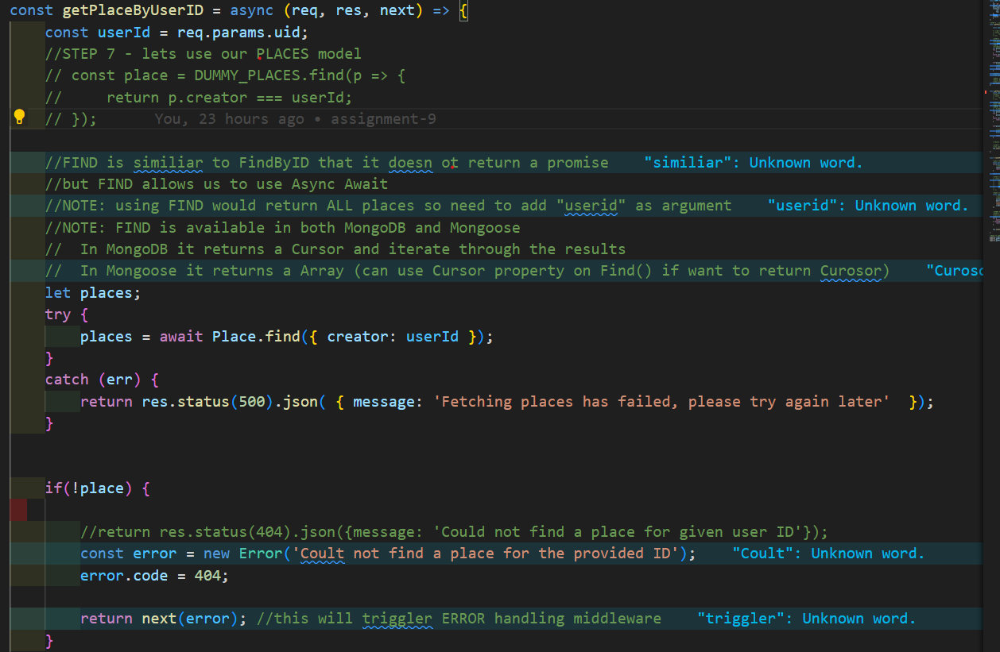 const getPlaceByUserID = async (req, res, next) => {
const userId = req.params.uid;
//STEP 7 - lets use our PLACES model
// const place = DUMMY_PLACES.find(p => {
//     return p.creator === userId;
// });     You, 23 hours ago • assignment-9
//FIND is similiar to FindByID that it doesn ot return a promise    "similiar": Unknown word.
//but FIND allows us to use Async Await
//NOTE: using FIND would return ALL places so need to add "userid" as argument    "userid": Unknown word.
//NOTE: FIND is available in both MongoDB and Mongoose
//  In MongoDB it returns a Cursor and iterate through the results
//  In Mongoose it returns a Array (can use Cursor property on Find() if want to return Curosor)    "Curoso
let places;
try {
places = await Place.find({ creator: userId });
}
catch (err) {
return res.status(500).json( { message: 'Fetching places has failed, please try again later'  });
}
if(!place) {
//return res.status(404).json({message: 'Could not find a place for given user ID'});
const error = new Error('Coult not find a place for the provided ID');    "Coult": Unknown word.
error.code = 404;
return next(error); //this will triggler ERROR handling middleware    "triggler": Unknown word.
}